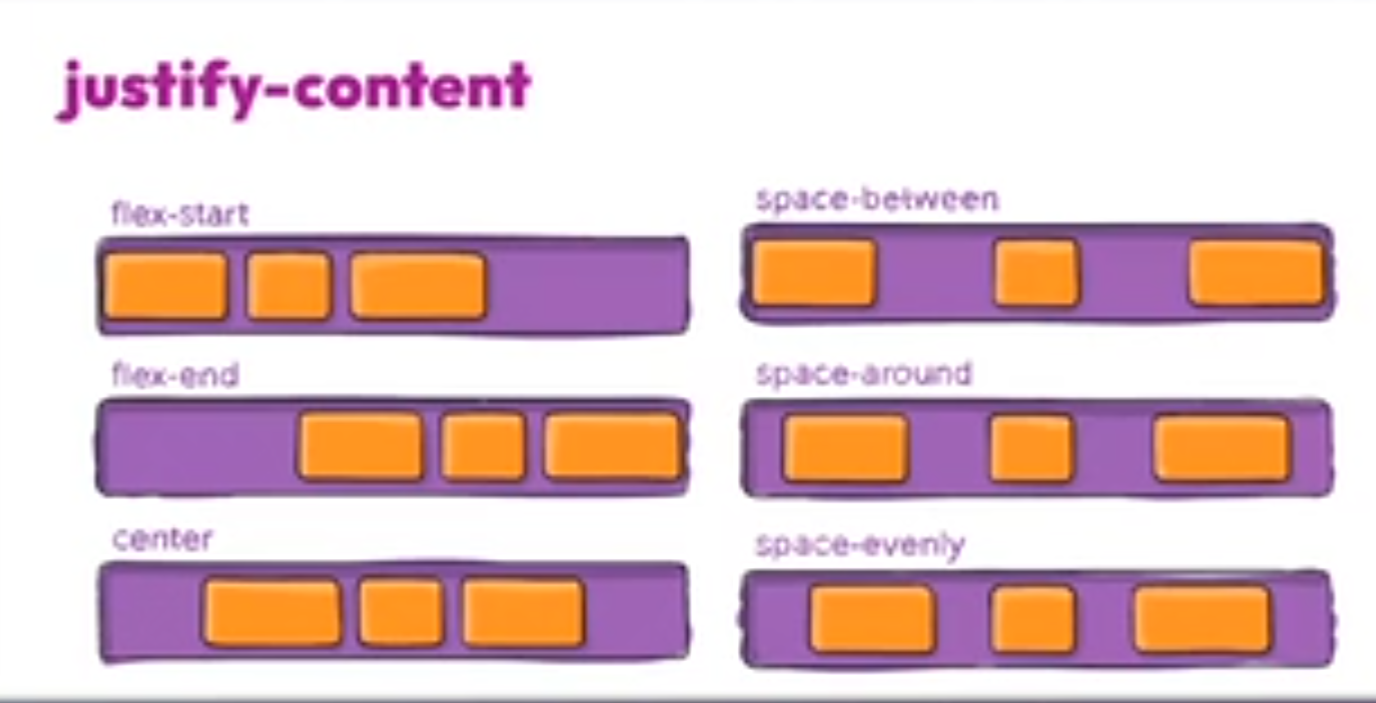 justify-content
flex-start
flex-end
center
space-between
space-around
space-evenly